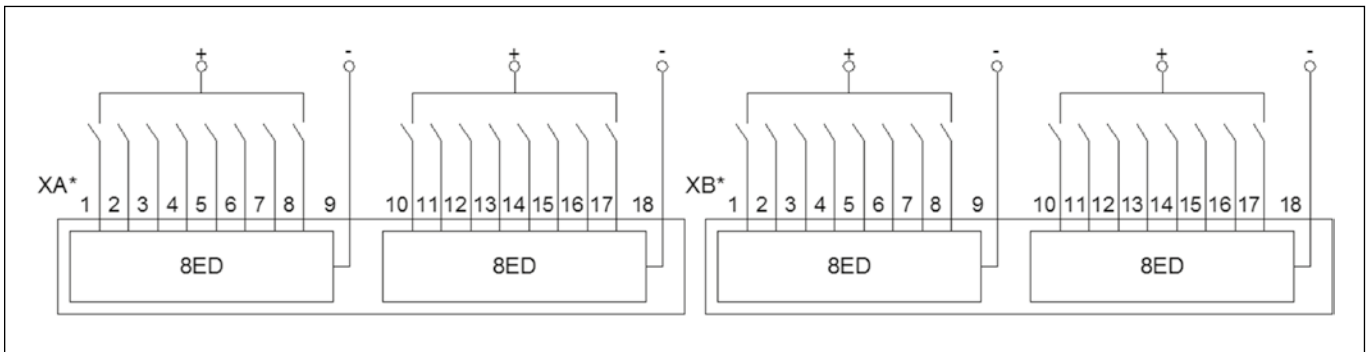 + - + - + - + -
XA* 1 2 3 4 5 6 7 8 9 10 11 12 13 14 15 16 17 18 XB* 1 2 3 4 5 6 7 8 9 10 11 12 13 14 15 16 17 18
8ED 8ED 8ED 8ED